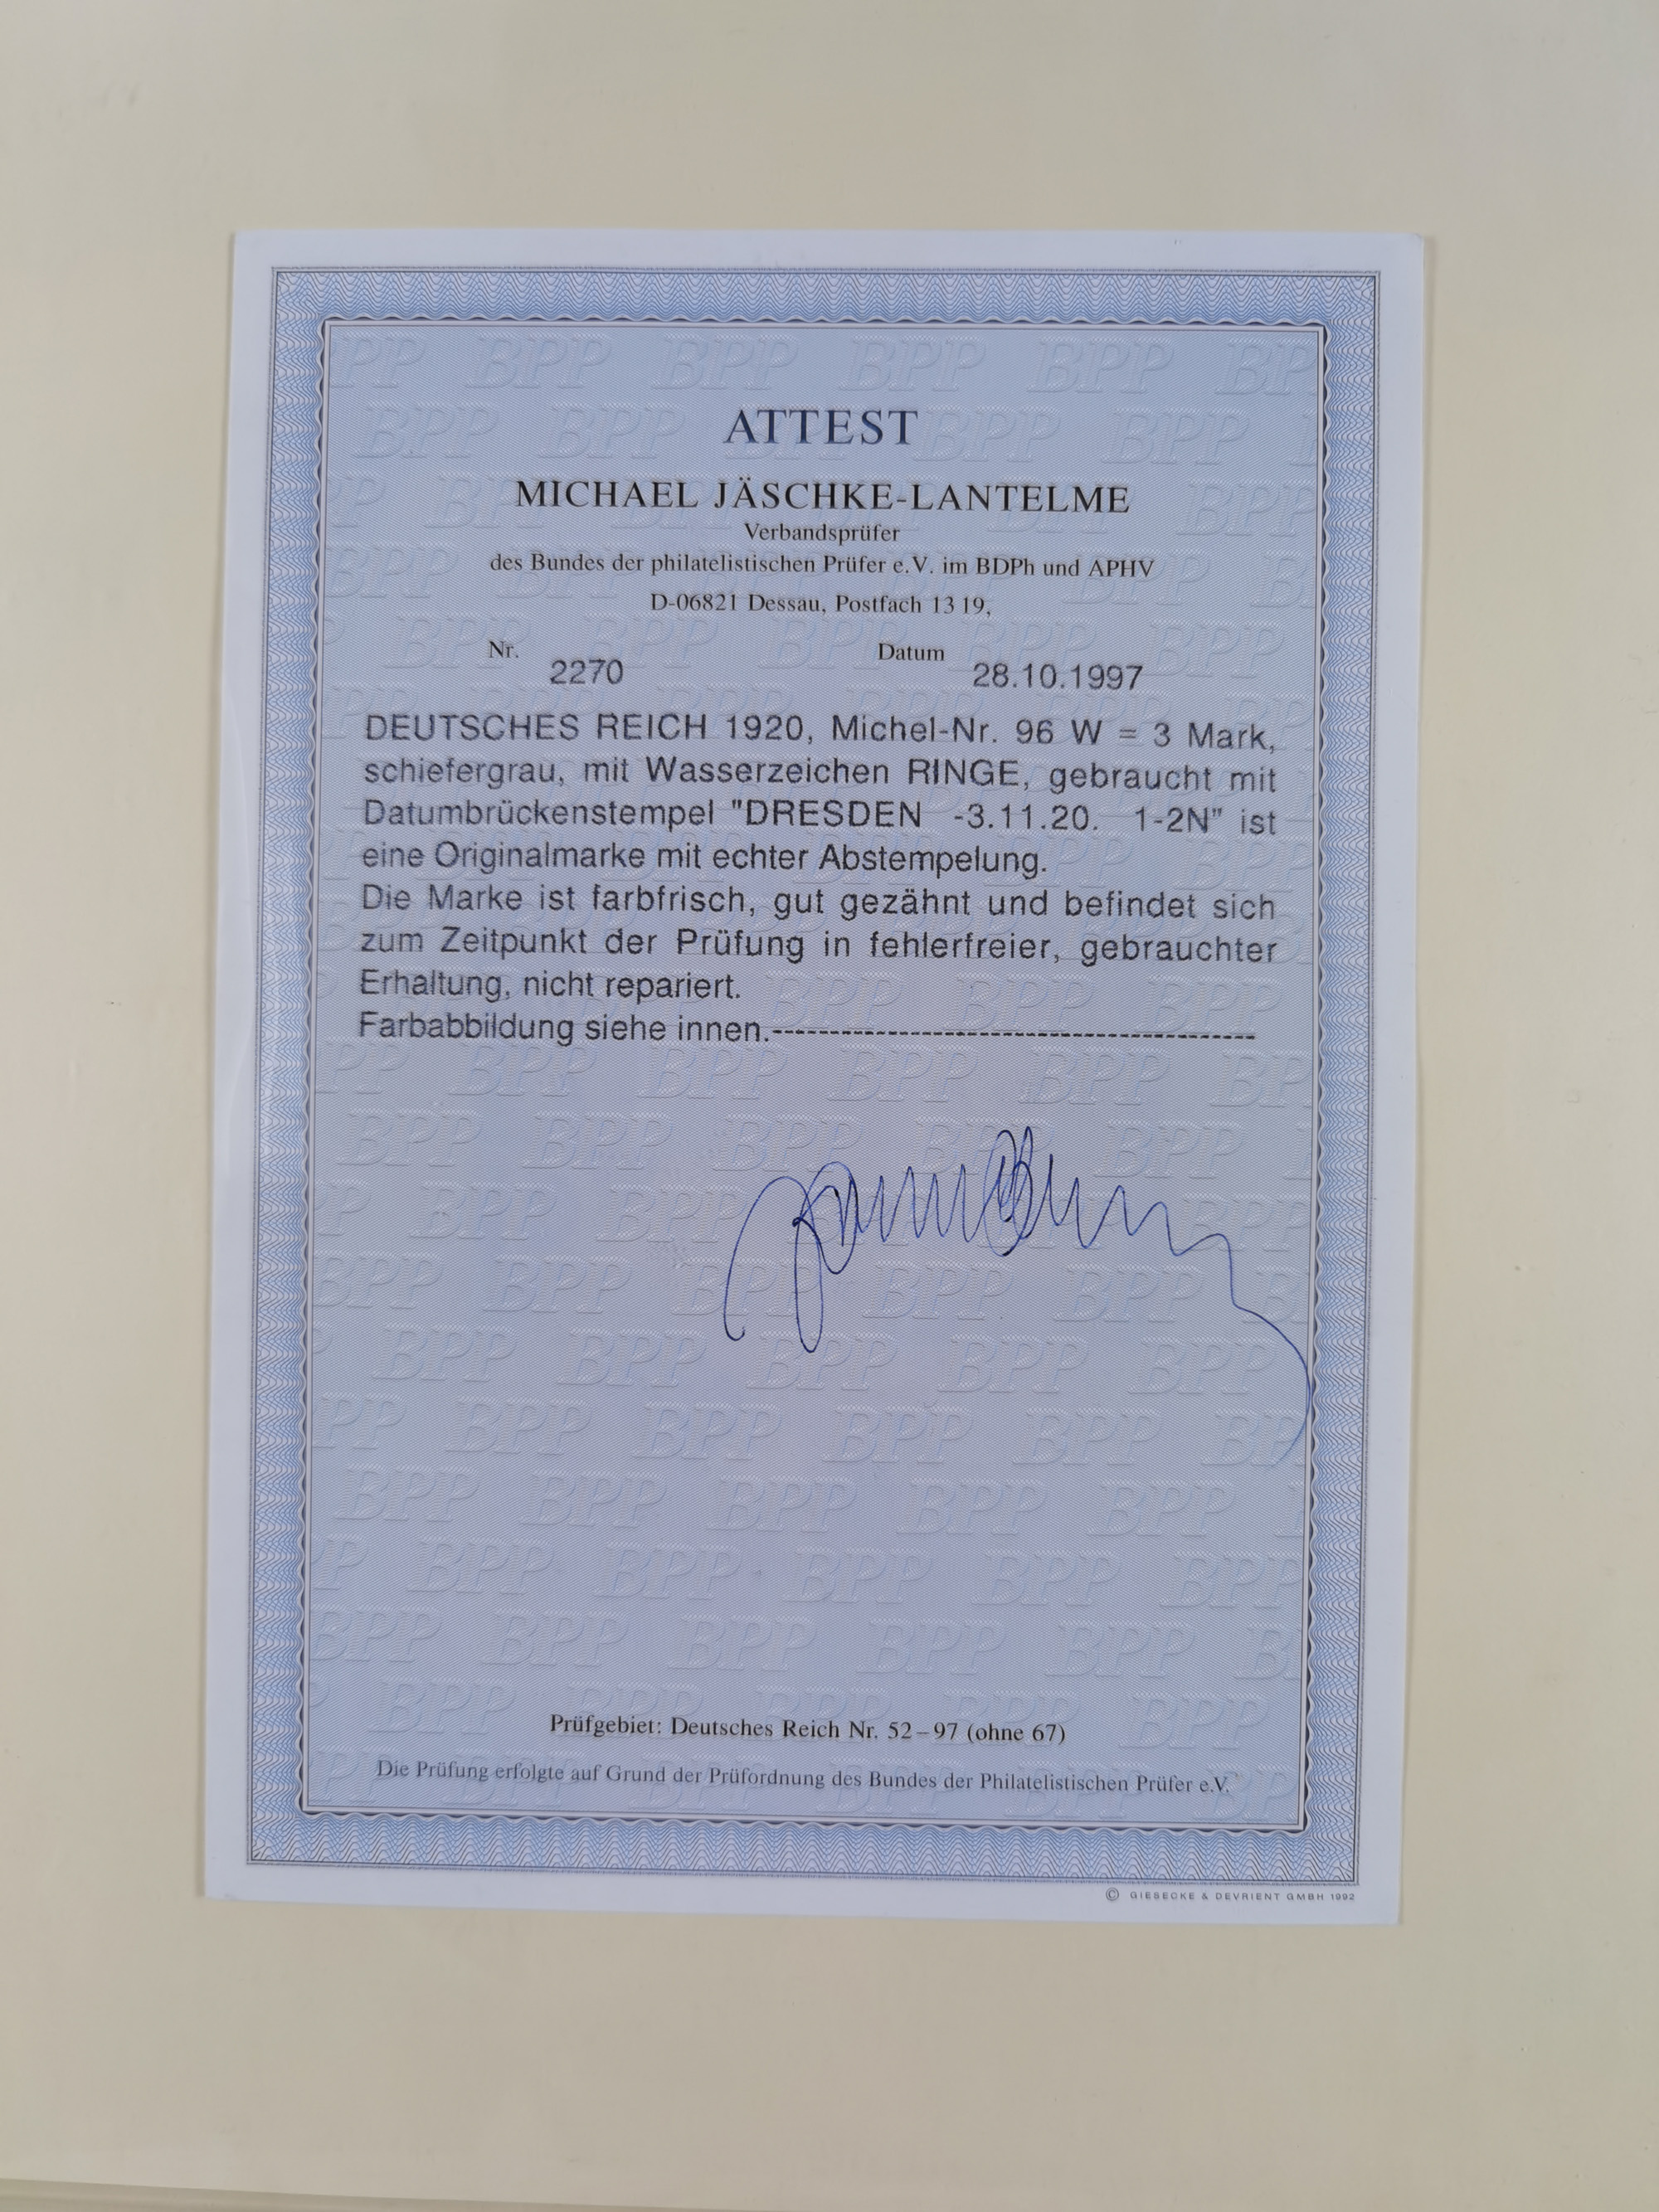 ATTEST
MICHAEL JÄSCHKE-LANTELME
Verbandsprüfer
des Bundes der philatelistischen Prüfer e.V. im BDPh und APHV
D-06821 Dessau, Postfach 13 19,
Nr. 2270 Datum 28.10.1997
DEUTSCHES REICH 1920, Michel-Nr. 96 W = 3 Mark,
schiefergrau, mit Wasserzeichen RINGE, gebraucht mit
Datumbrückenstempel "DRESDEN -3.11.20. 1-2N" ist
eine Originalmarke mit echter Abstempelung.
Die Marke ist farbfrisch, gut gezähnt und befindet sich
zum Zeitpunkt der Prüfung in fehlerfreier, gebrauchter
Erhaltung, nicht repariert.
Farbabbildung siehe innen.------------------------------------------
Prüfgebiet: Deutsches Reich Nr. 52–97 (ohne 67)
Die Prüfung erfolgte auf Grund der Prüfordnung des Bundes der Philatelistischen Prüfer e.V.
© GIESECKE & DEVRIENT GMBH 1992